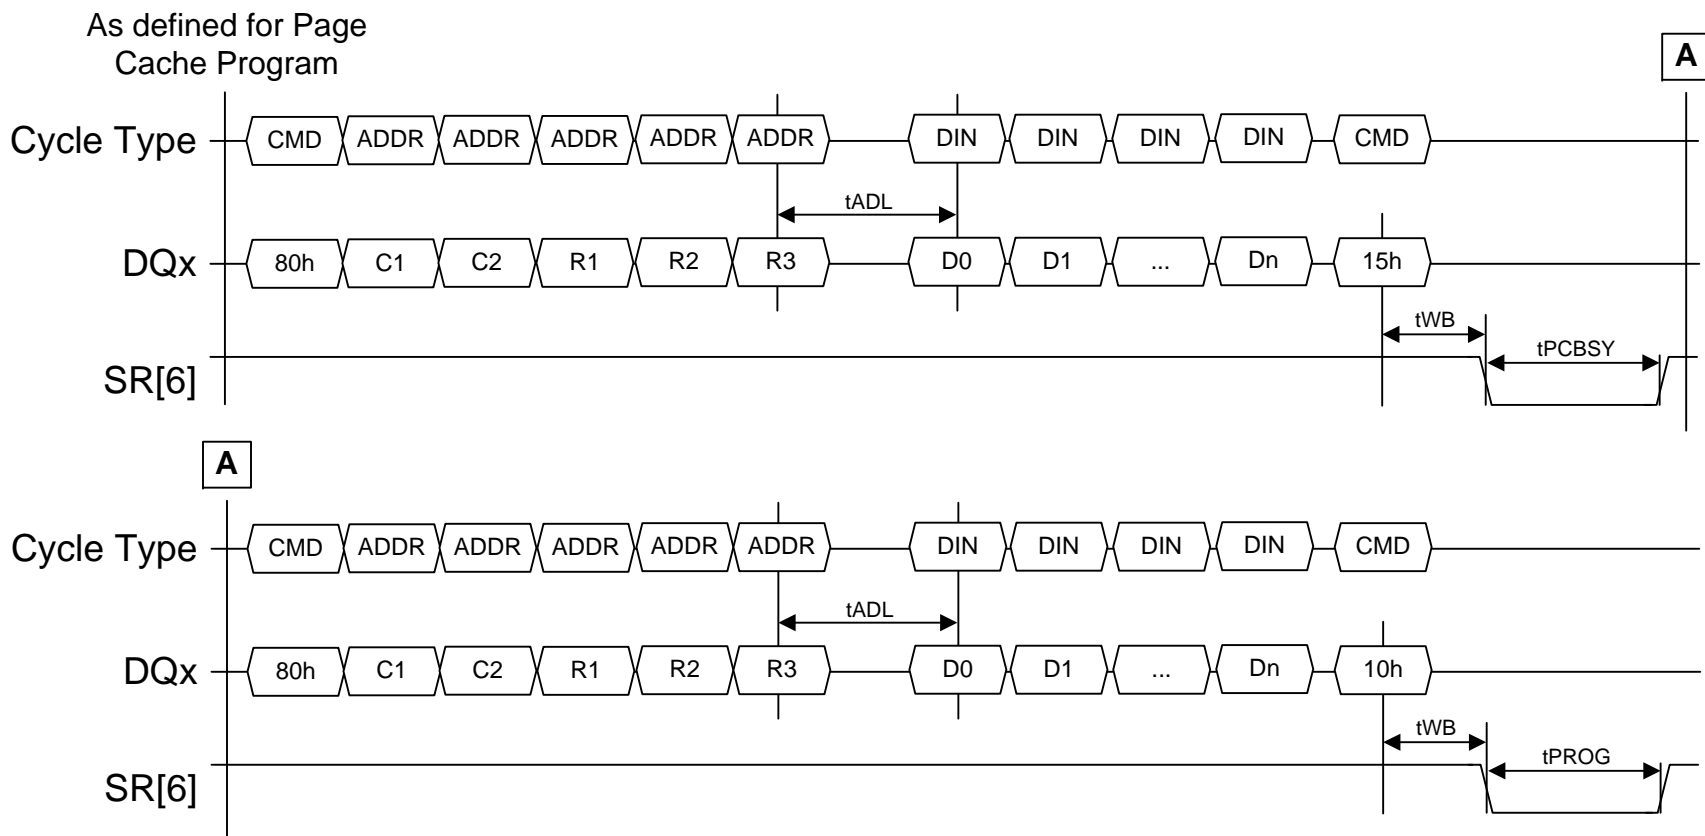 As defined for Page
Cache Program
A
Cycle Type CMD ADDR ADDR ADDR ADDR ADDR DIN DIN DIN DIN CMD
tADL
DQx 80h C1 C2 R1 R2 R3 D0 D1 ... Dn 15h
tWB
tPCBSY
SR[6]
A
Cycle Type CMD ADDR ADDR ADDR ADDR ADDR DIN DIN DIN DIN CMD
tADL
DQx 80h C1 C2 R1 R2 R3 D0 D1 ... Dn 10h
tWB
tPROG
SR[6]